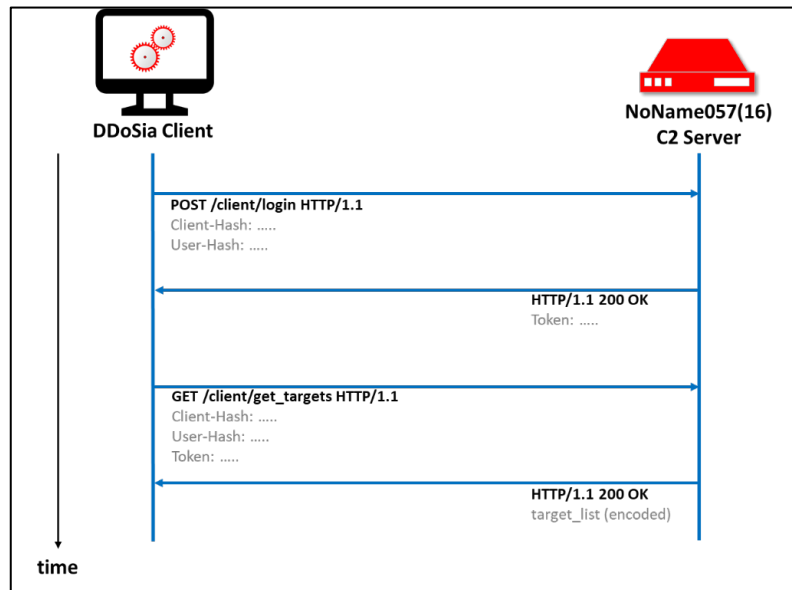 DDoSia Client
NoName057(16)
C2 Server
POST /client/login HTTP/1.1
Client-Hash: .....
User-Hash: .....
HTTP/1.1 200 OK
Token: .....
GET /client/get_targets HTTP/1.1
Client-Hash: .....
User-Hash: .....
Token: .....
HTTP/1.1 200 OK
target_list (encoded)
time